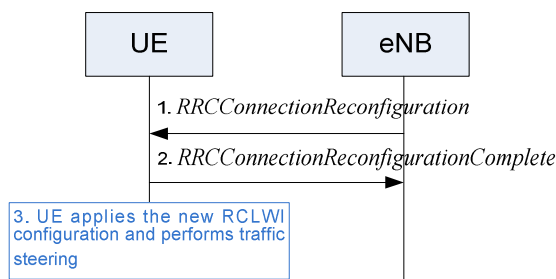 UE
eNB
1. RRCConnectionReconfiguration
2. RRCConnectionReconfigurationComplete
3. UE applies the new RCLWI
configuration and performs traffic
steering